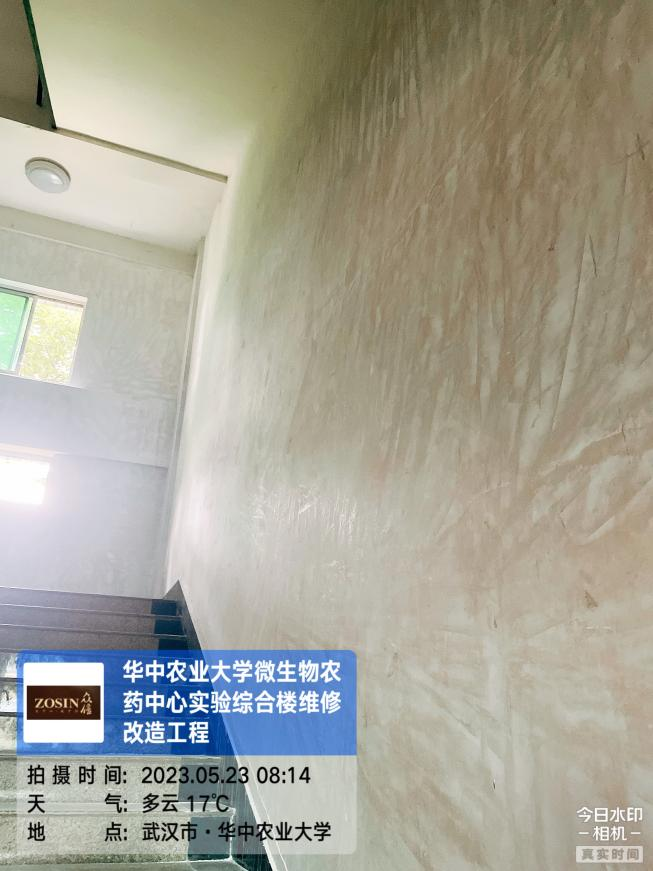 华中农业大学微生物农
药中心实验综合楼维修
改造工程
ZOSIN 众信
拍摄时间: 2023.05.23 08:14
天气: 多云 17℃
地点: 武汉市·华中农业大学
今日水印
-相机-
真实时间